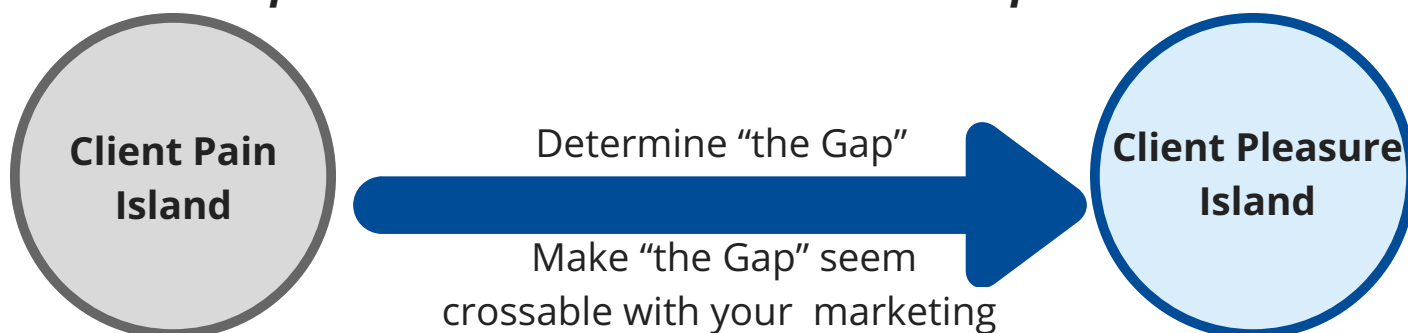 Client Pain
Island
Determine “the Gap”
Make “the Gap” seem
crossable with your  marketing
Client Pleasure
Island